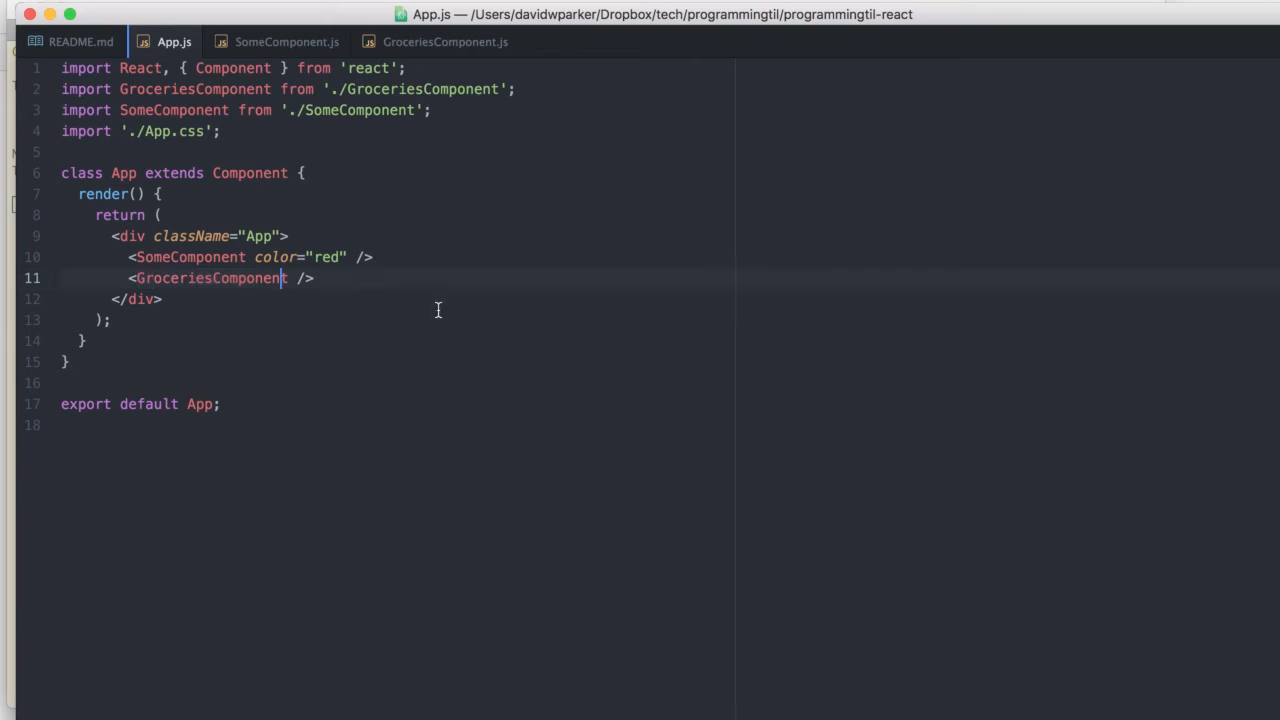 App.js — /Users/davidwparker/Dropbox/tech/programmingtil/programmingtil-react
README.md App.js SomeComponent.js GroceriesComponent.js
1 import React, { Component } from 'react';
2 import GroceriesComponent from './GroceriesComponent';
3 import SomeComponent from './SomeComponent';
4 import './App.css';
5
6 class App extends Component {
7 render() {
8 return (
9 <div className="App">
10 <SomeComponent color="red" />
11 <GroceriesComponent />
12 </div>
13 );
14 }
15 }
16
17 export default App;
18